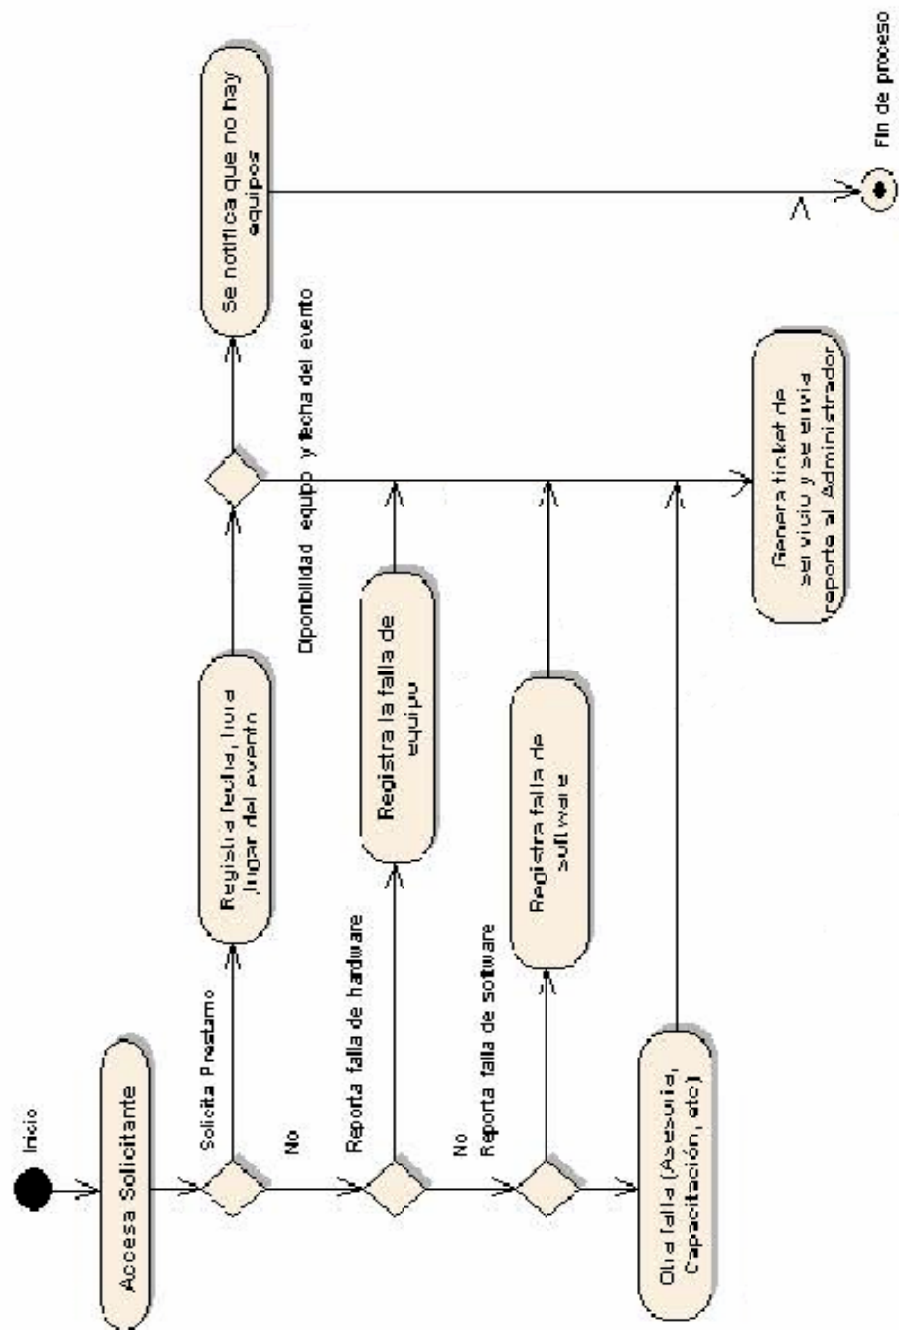 Inicio
Accesa Solicitante
Solicita Prestamo
Registra fecha, hora
lugar del evento
Se notifica que no hay
equipos
No
Diponibilidad equipo y fecha del evento
Reporta falla de hardware
Registra la falla de
equipo
No
Reporta falla de software
Registra falla de
software
Otra falla (Asesoria,
Capacitación, etc)
Genera ticket de
servicio y se envia
reporte al Administrador
Fin de proceso